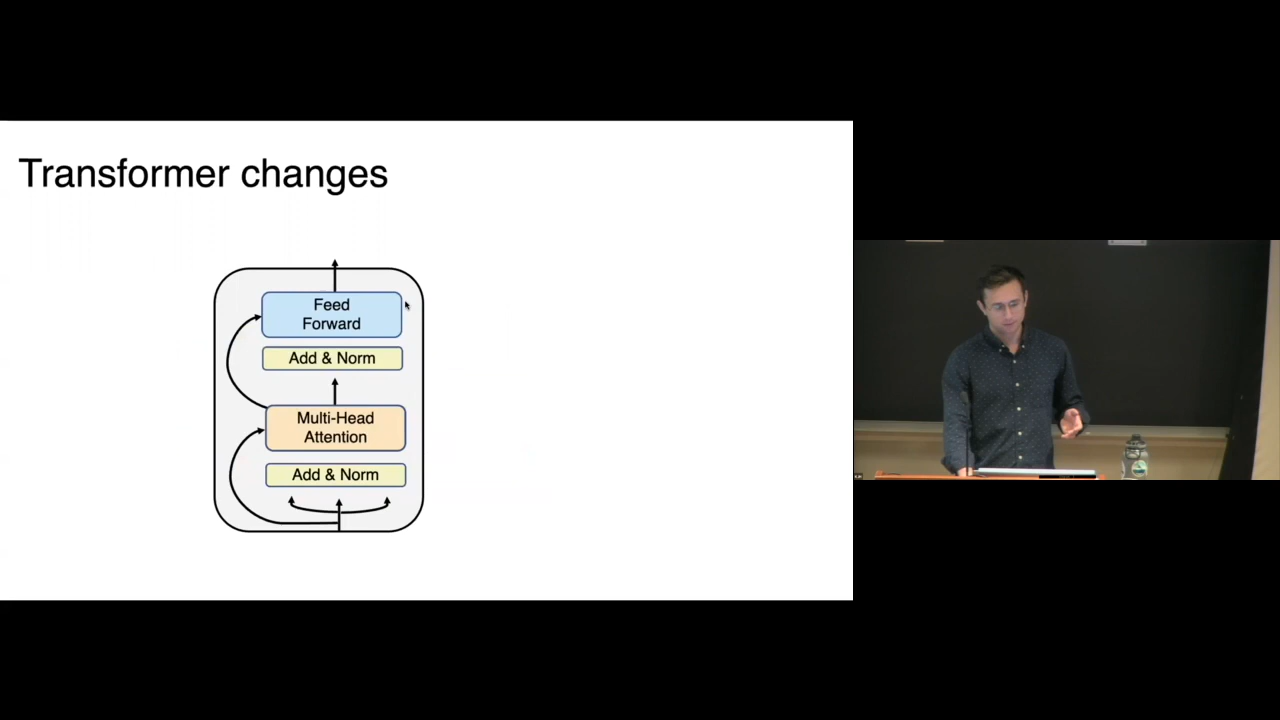 Transformer changes
Feed
Forward
Add & Norm
Multi-Head
Attention
Add & Norm